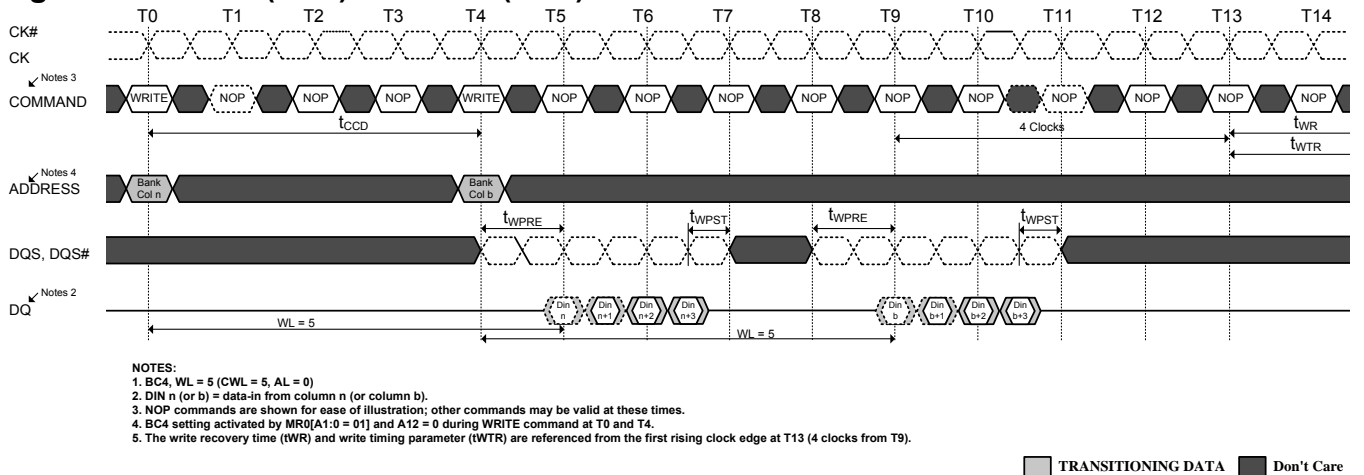 T0 T1 T2 T3 T4 T5 T6 T7 T8 T9 T10 T11 T12 T13 T14
CK#
CK
Notes 3
COMMAND
WRITE NOP NOP NOP WRITE NOP NOP NOP NOP NOP NOP NOP NOP NOP NOP
tCCD
4 Clocks
tWR
tWTR
Notes 4
ADDRESS
Bank Col n
Bank Col b
tWPRE
tWPST
tWPRE
tWPST
DQS, DQS#
Notes 2
DQ
Din n
Din n+1
Din n+2
Din n+3
Din b
Din b+1
Din b+2
Din b+3
WL = 5
WL = 5
NOTES:
1. BC4, WL = 5 (CWL = 5, AL = 0)
2. DIN n (or b) = data-in from column n (or column b).
3. NOP commands are shown for ease of illustration; other commands may be valid at these times.
4. BC4 setting activated by MR0[A1:0 = 01] and A12 = 0 during WRITE command at T0 and T4.
5. The write recovery time (tWR) and write timing parameter (tWTR) are referenced from the first rising clock edge at T13 (4 clocks from T9).
TRANSITIONING DATA
Don't Care